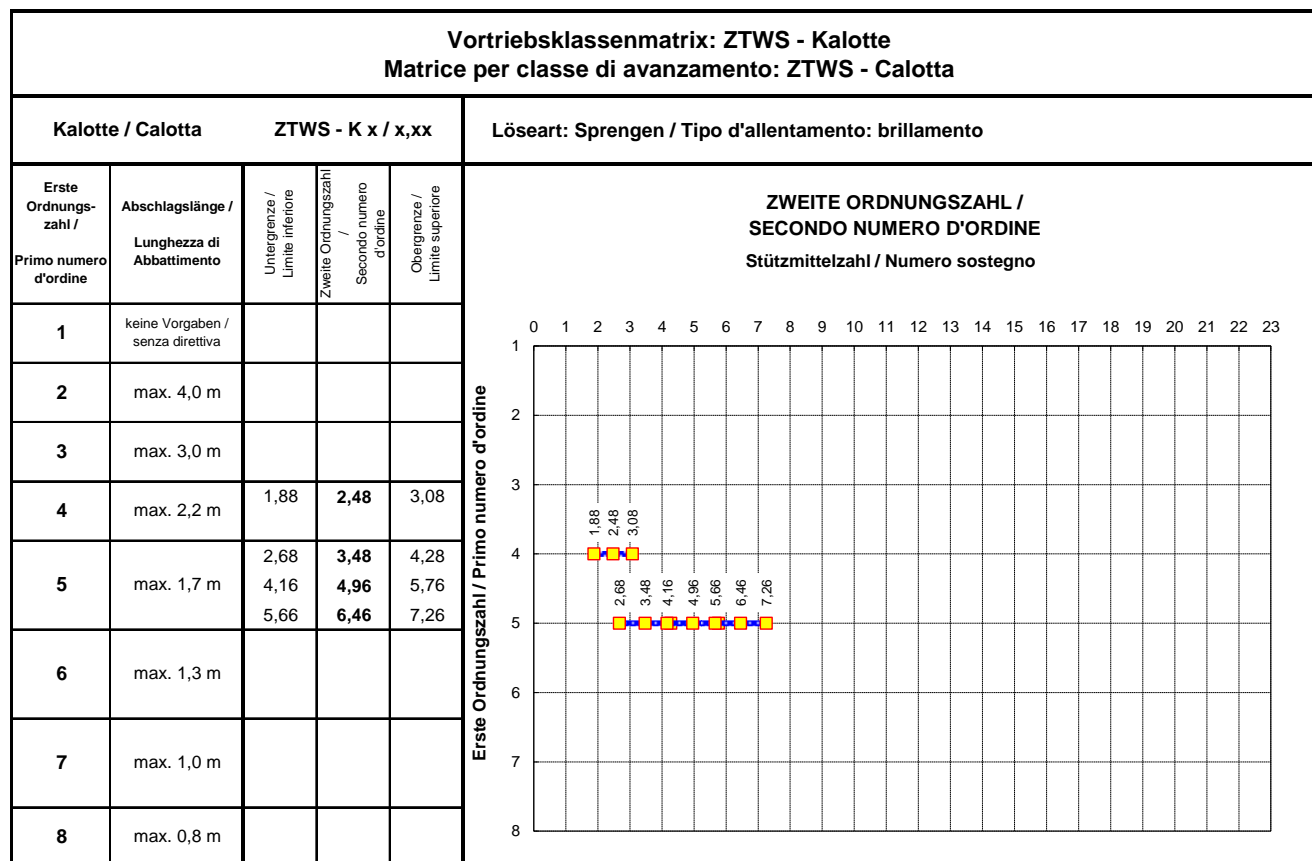 Vortriebsklassenmatrix: ZTWS - Kalotte
Matrice per classe di avanzamento: ZTWS - Calotta
Kalotte / Calotta
ZTWS - K x / x,xx
Löseart: Sprengen / Tipo d'allentamento: brillamento
Erste
Ordnungs-
zahl /
Primo numero
d'ordine
Abschlagslänge /
Lunghezza di
Abbattimento
Untergrenze /
Limite inferiore
Zweite Ordnungszahl
/
Secondo numero
d'ordine
Obergrenze /
Limite superiore
1
keine Vorgaben /
senza direttiva
2
max. 4,0 m
3
max. 3,0 m
4
max. 2,2 m
1,88 2,48 3,08
5
max. 1,7 m
2,68 3,48 4,28
4,16 4,96 5,76
5,66 6,46 7,26
6
max. 1,3 m
7
max. 1,0 m
8
max. 0,8 m
ZWEITE ORDNUNGSZAHL /
SECONDO NUMERO D'ORDINE
Stützmittelzahl / Numero sostegno
0 1 2 3 4 5 6 7 8 9 10 11 12 13 14 15 16 17 18 19 20 21 22 23
Erste Ordnungszahl / Primo numero d'ordine
1
2
3
4
5
6
7
8
1,88 2,48 3,08
2,68 3,48 4,16 4,96 5,66 6,46 7,26